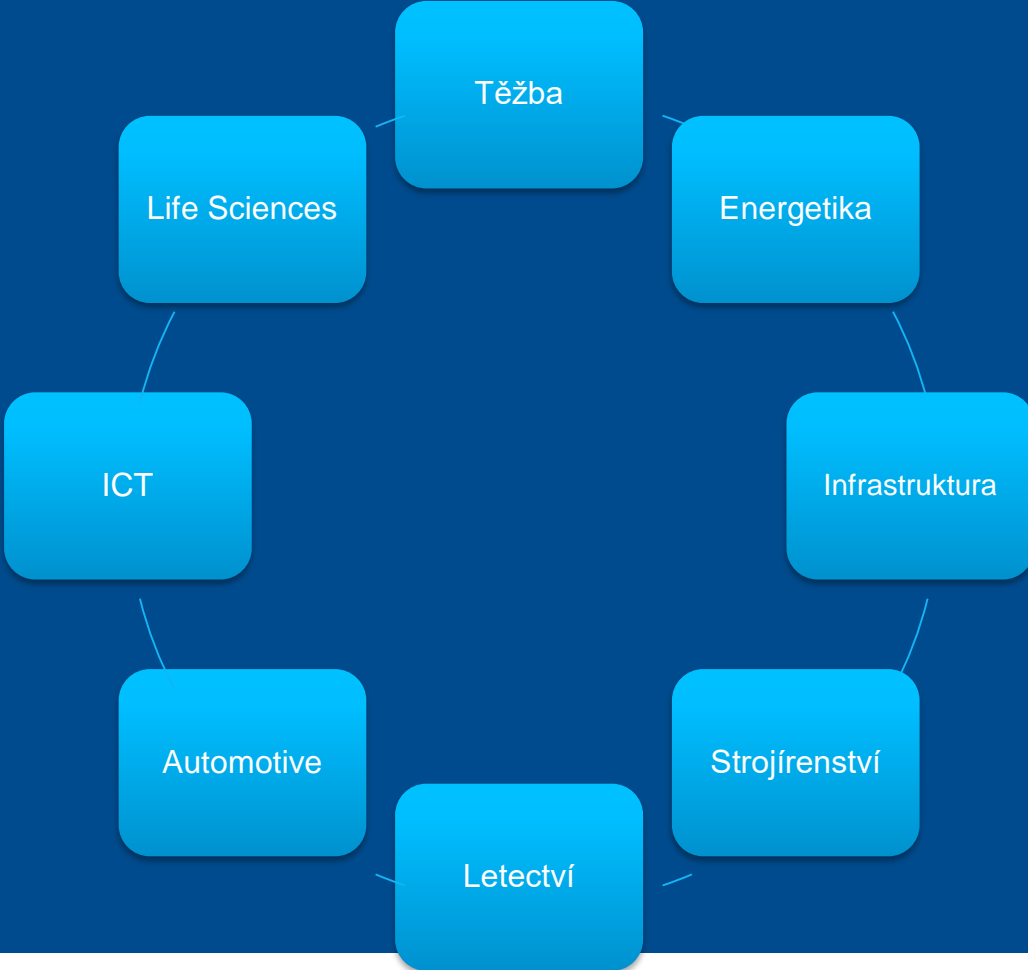 Těžba
Energetika
Infrastruktura
Strojírenství
Letectví
Automotive
ICT
Life Sciences